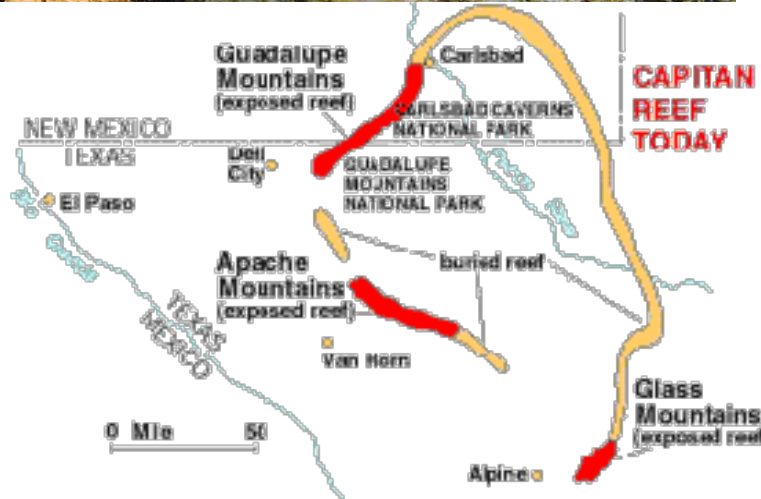 Guadalupe
Mountains
(exposed reef)
Carlsbad
CAPITAN
REEF
TODAY
CARLSBAD CAVERNS
NATIONAL PARK
NEW MEXICO
TEXAS
Dell
City
GUADALUPE
MOUNTAINS
NATIONAL PARK
El Paso
Apache
Mountains
(exposed reef)
buried reef
TEXAS
MEXICO
Van Horn
Glass
Mountains
(exposed reef
0 Mile 50
Alpine